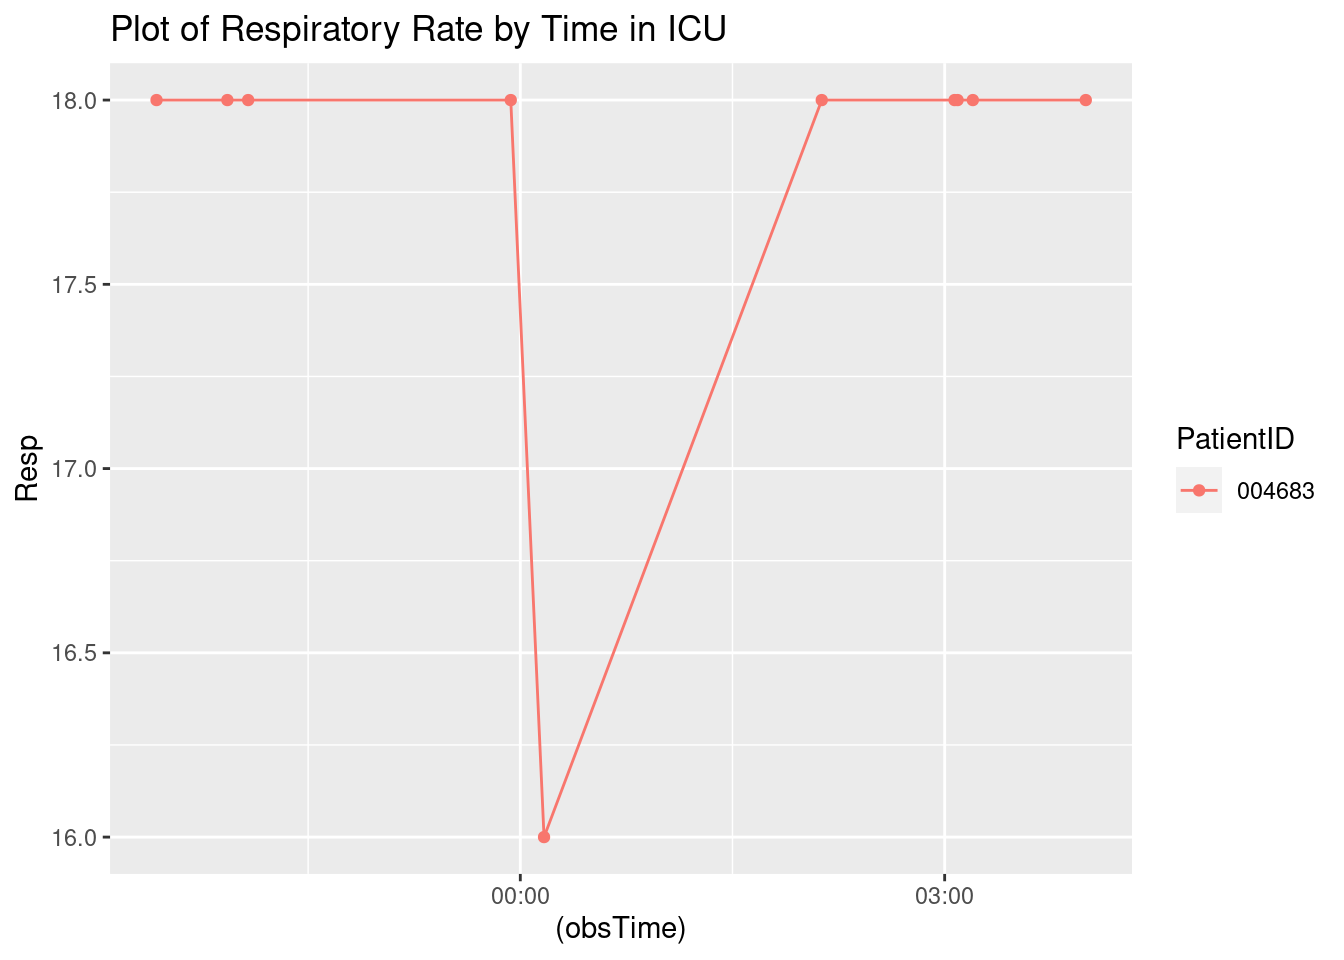 Plot of Respiratory Rate by Time in ICU
18.0
17.5
17.0
16.5
16.0
Resp
00:00
03:00
(obsTime)
PatientID
004683